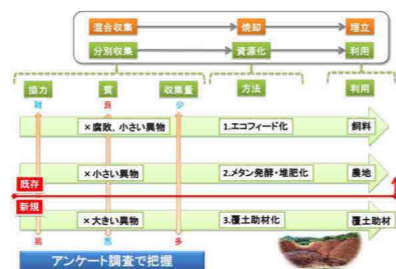 混合収集 焼却 埋立
分別収集 資源化 利用
協力 質 収集量 方法 利用
難 良 少
×腐敗，小さい異物 1.エコフィード化 飼料
×小さい異物 2.メタン発酵・堆肥化 農地
既存
新規
×大きい異物 3.覆土助材化 覆土助材
易 悪 多
アンケート調査で把握